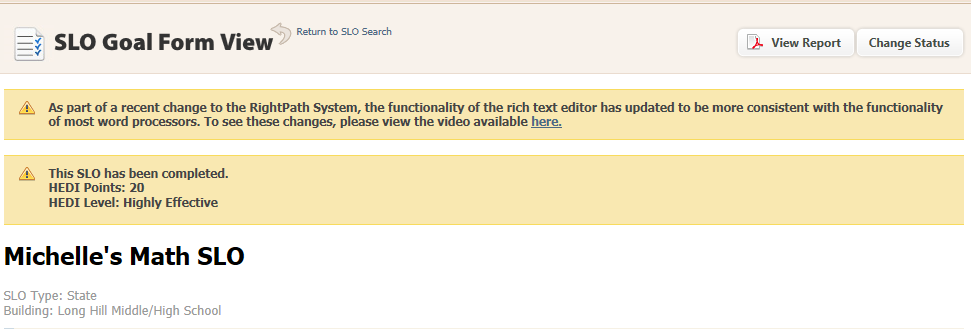 SLO Goal Form View
Return to SLO Search
View Report
Change Status
As part of a recent change to the RightPath System, the functionality of the rich text editor has updated to be more consistent with the functionality
of most word processors. To see these changes, please view the video available here.
This SLO has been completed.
HEDI Points: 20
HEDI Level: Highly Effective
Michelle's Math SLO
SLO Type: State
Building: Long Hill Middle/High School